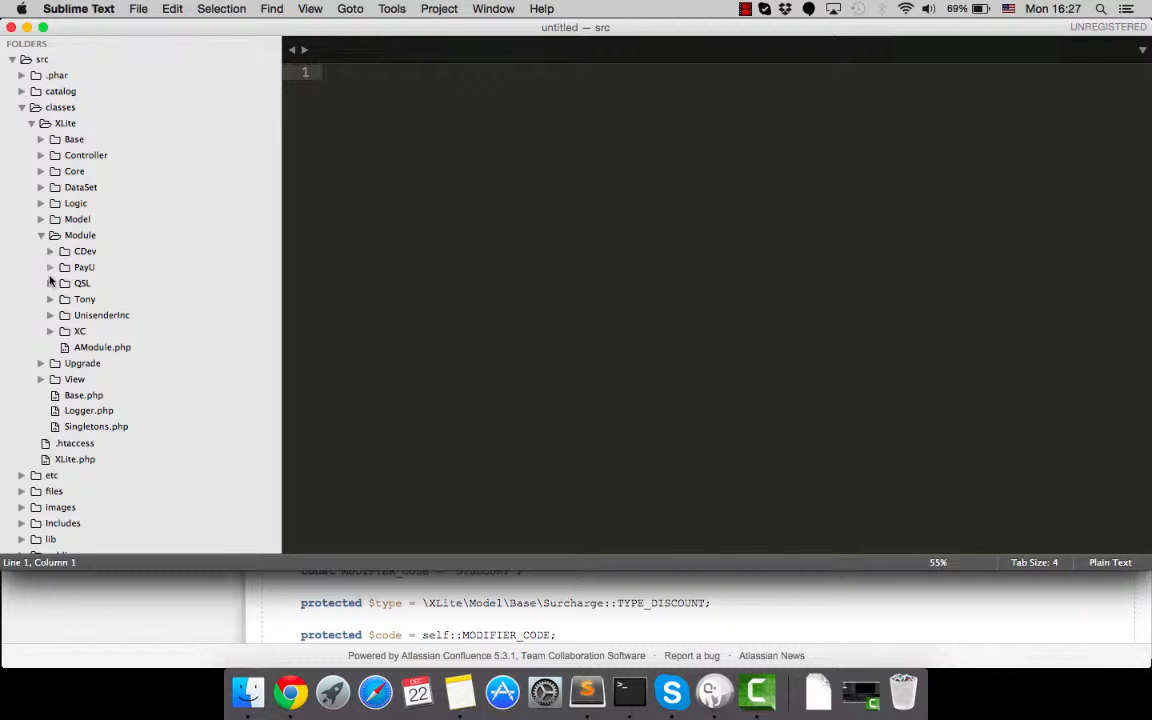 Sublime Text File Edit Selection Find View Goto Tools Project Window Help 69% Mon 16:27
untitled — src UNREGISTERED
FOLDERS
src
.phar
1
catalog
classes
XLite
Base
Controller
Core
DataSet
Logic
Model
Module
CDev
PayU
QSL
Tony
UnisenderInc
XC
AModule.php
Upgrade
View
Base.php
Logger.php
Singletons.php
.htaccess
XLite.php
etc
files
images
Includes
lib
Line 1, Column 1 55% Tab Size: 4 Plain Text
protected $type = \XLite\Model\Base\Surcharge::TYPE_DISCOUNT;
protected $code = self::MODIFIER_CODE;
Powered by Atlassian Confluence 5.3.1, Team Collaboration Software · Report a bug · Atlassian News
DEC
22